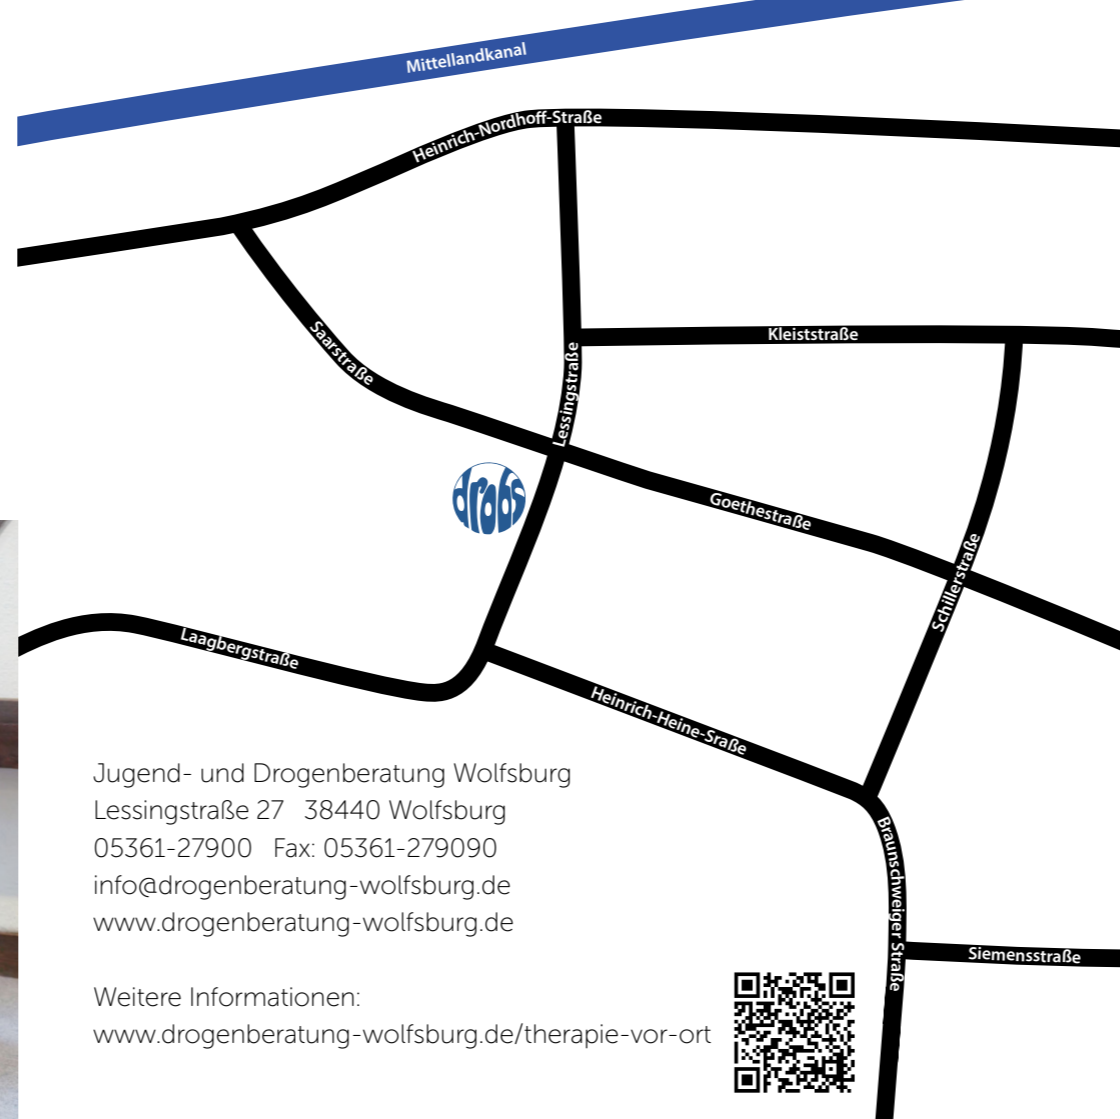 Mittellandkanal
Heinrich-Nordhoff-Straße
Saarstraße
Lessingstraße
Kleiststraße
drobs
Goethestraße
Schillerstraße
Laagbergstraße
Heinrich-Heine-Sraße
Jugend- und Drogenberatung Wolfsburg
Lessingstraße 27 38440 Wolfsburg
05361-27900 Fax: 05361-279090
info@drogenberatung-wolfsburg.de
www.drogenberatung-wolfsburg.de
Braunschweiger Straße
Siemensstraße
Weitere Informationen:
www.drogenberatung-wolfsburg.de/therapie-vor-ort